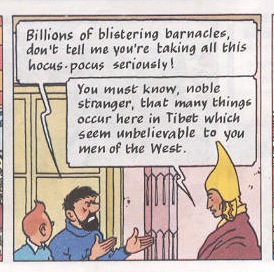 Billions of blistering barnacles,
don't tell me you're taking all this
hocus-pocus seriously!
You must know, noble
stranger, that many things
occur here in Tibet which
seem unbelievable to you
men of the West.